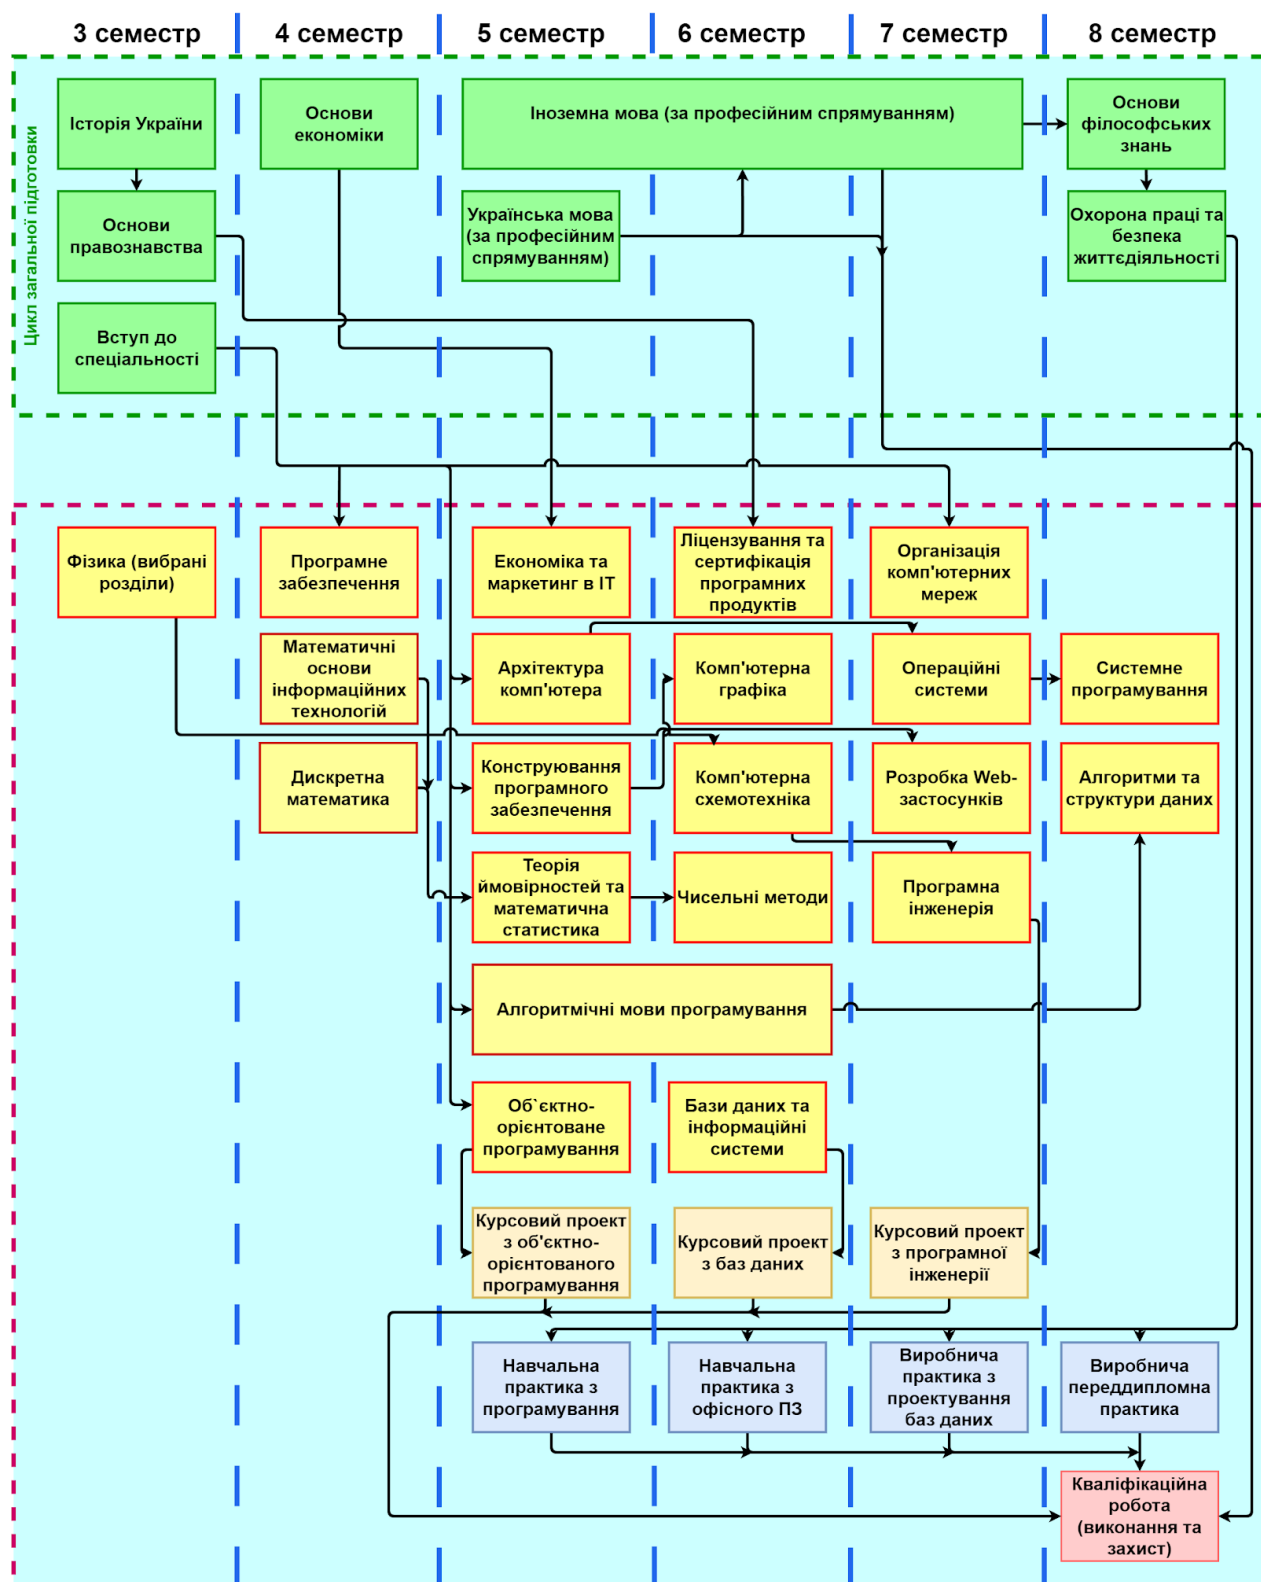 3 семестр
4 семестр
5 семестр
6 семестр
7 семестр
8 семестр
Цикл загальної підготовки
Історія України
Основи
економіки
Іноземна мова (за професійним спрямуванням)
Основи
філософських
знань
Основи
правознавства
Українська мова
(за професійним
спрямуванням)
Охорона праці та
безпека
життєдіяльності
Вступ до
спеціальності
Фізика (вибрані
розділи)
Програмне
забезпечення
Економіка та
маркетинг в ІТ
Ліцензування та
сертифікація
програмних
продуктів
Організація
комп'ютерних
мереж
Математичні
основи
інформаційних
технологій
Архітектура
комп'ютера
Комп'ютерна
графіка
Операційні
системи
Системне
програмування
Дискретна
математика
Конструювання
програмного
забезпечення
Комп'ютерна
схемотехніка
Розробка Web-
застосунків
Алгоритми та
структури даних
Теорія
ймовірностей та
математична
статистика
Чисельні методи
Програмна
інженерія
Алгоритмічні мови програмування
Об`єктно-
орієнтоване
програмування
Бази даних та
інформаційні
системи
Курсовий проект
з об'єктно-
орієнтованого
програмування
Курсовий проект
з баз даних
Курсовий проект
з програмної
інженерії
Навчальна
практика з
програмування
Навчальна
практика з
офісного ПЗ
Виробнича
практика з
проектування
баз даних
Виробнича
переддипломна
практика
Кваліфікаційна
робота
(виконання та
захист)